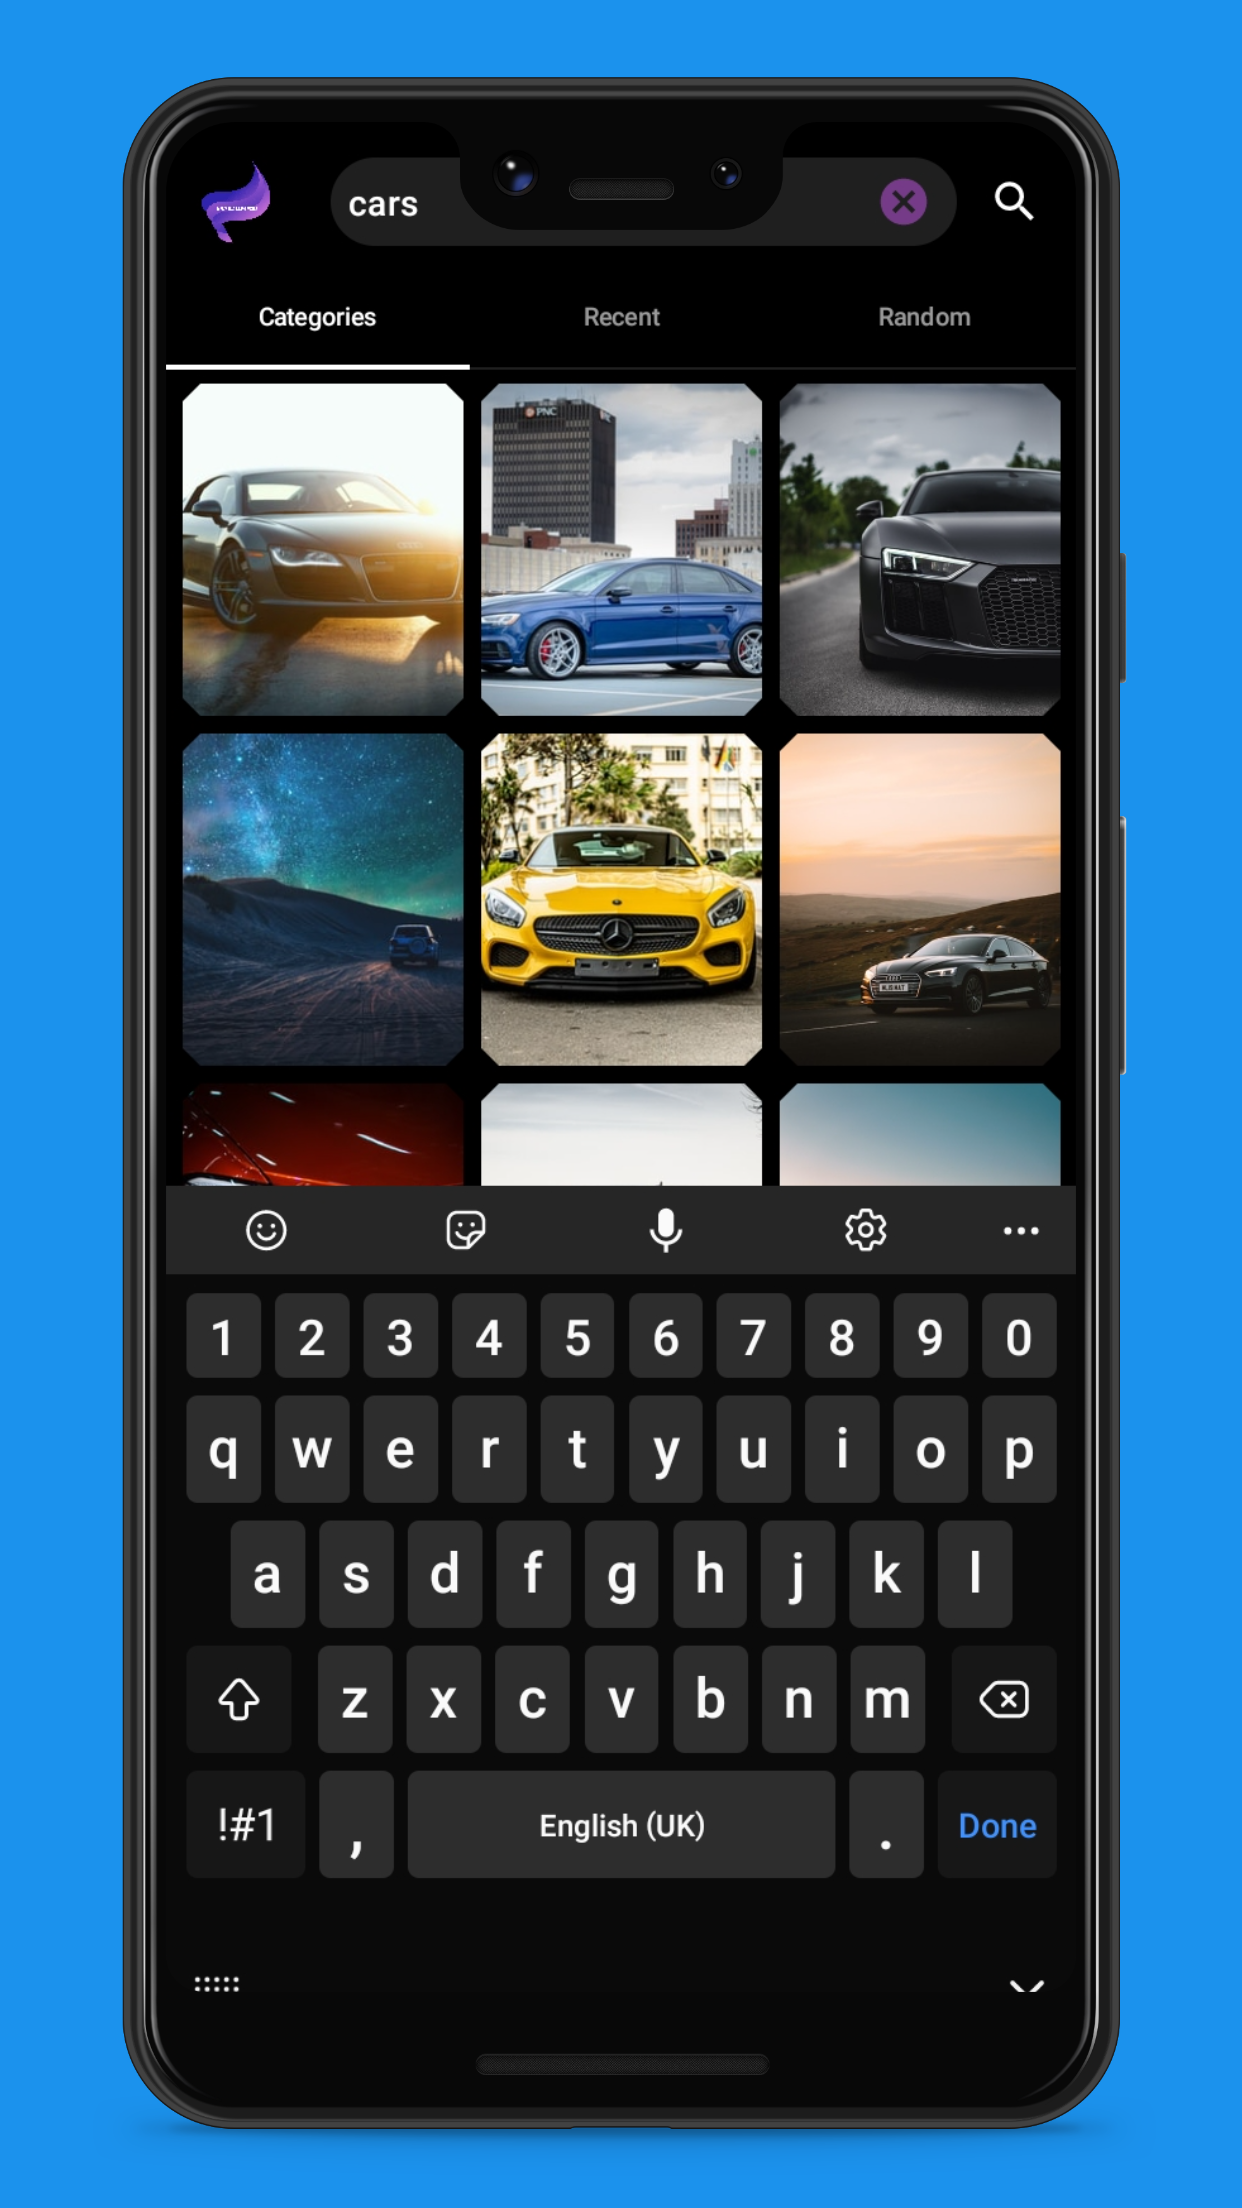 cars
Categories Recent Random
PNC
1 2 3 4 5 6 7 8 9 0
q w e r t y u i o p
a s d f g h j k l
z x c v b n m
!#1 , English (UK) . Done